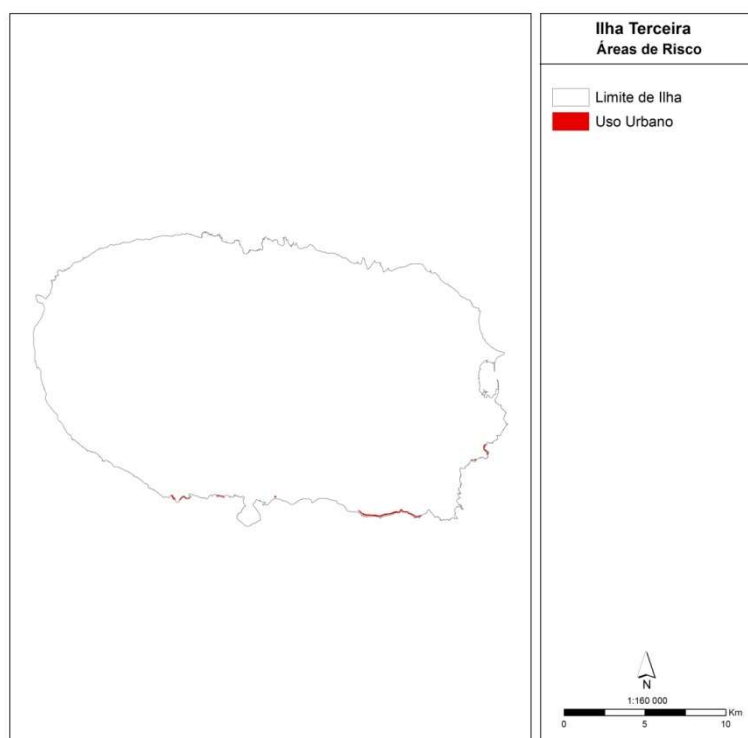 Ilha Terceira
Áreas de Risco
Limite de Ilha
Uso Urbano
N
1:160 000
Km
0 5 10